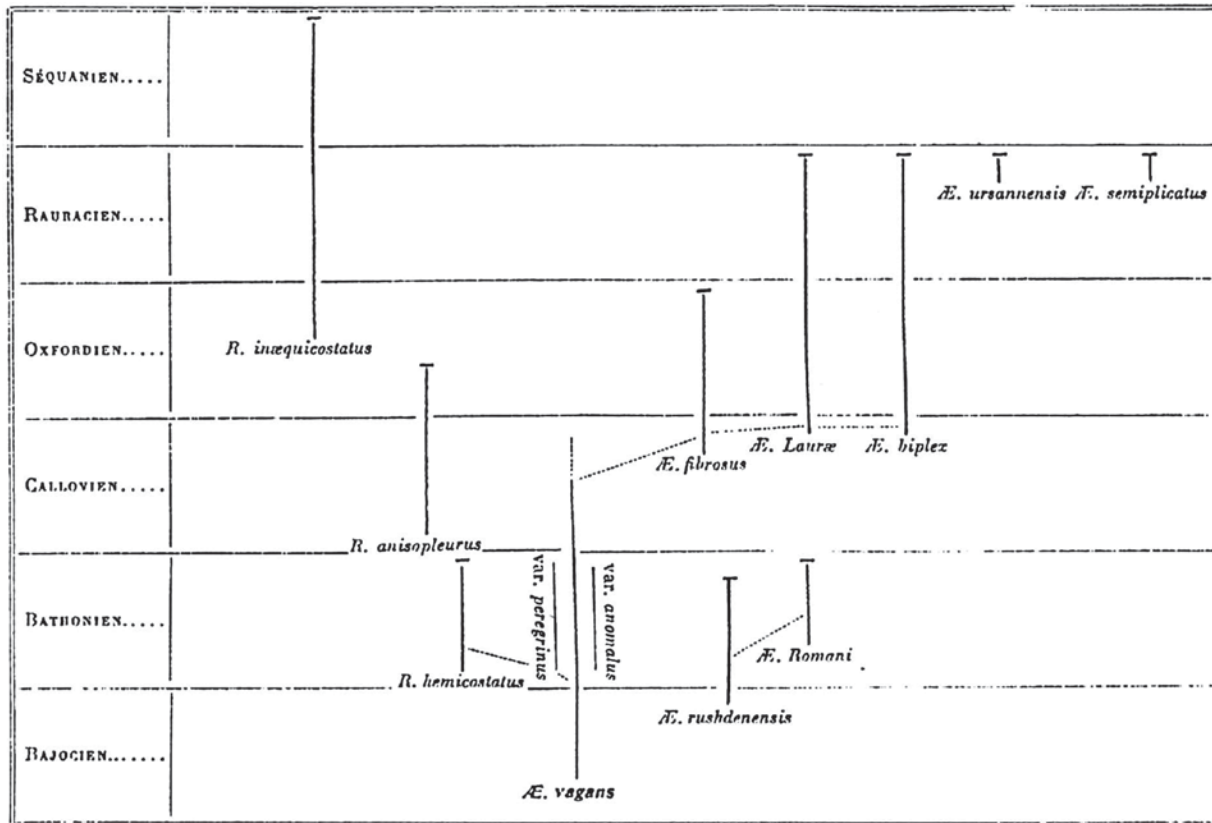 SÉQUANIEN.....
Æ. ursannensis Æ. semiplicatus
RAURACIEN.....
OXFORDIEN.....
R. inæquicostatus
Æ. Lauræ Æ. biplex
Æ. fibrosus
CALLOVIEN.....
R. anisopleurus
var. peregrinus
var. anomalus
BATHONIEN.....
Æ. Romani
R. hemicostatus
Æ. rushdenensis
BAJOCIEN.......
Æ. vagans